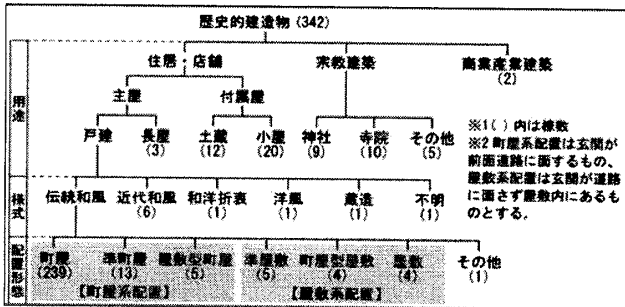 歴史的建造物 (342)
住居・店舗 宗教建築 商業産業建築
(2)
主屋 付属屋
用途
戸建 長屋 土蔵 小屋 神社 寺院 その他
(3) (12) (20) (9) (10) (5)
※1( ) 内は棟数
※2 町屋系配置は玄関が
前面道路に面するもの、
屋敷系配置は玄関が道路
に面さず屋敷内にあるも
のとする。
様式
伝統和風 近代和風 和洋折衷 洋風 蔵造 不明
(6) (1) (1) (1) (1)
配置形態
町屋 準町屋 屋敷型町屋 準屋敷 町屋型屋敷 屋敷 その他
(239) (13) (5) (5) (4) (4) (1)
【町屋系配置】 【屋敷系配置】